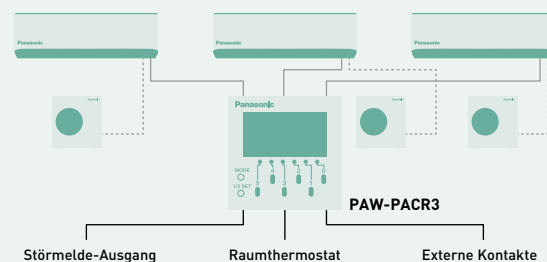 Panasonic
Panasonic
Panasonic
Panasonic
MODE
1/3 SET
5 4 3 2 1 0
PAW-PACR3
Störmelde-Ausgang
Raumthermostat
Externe Kontakte